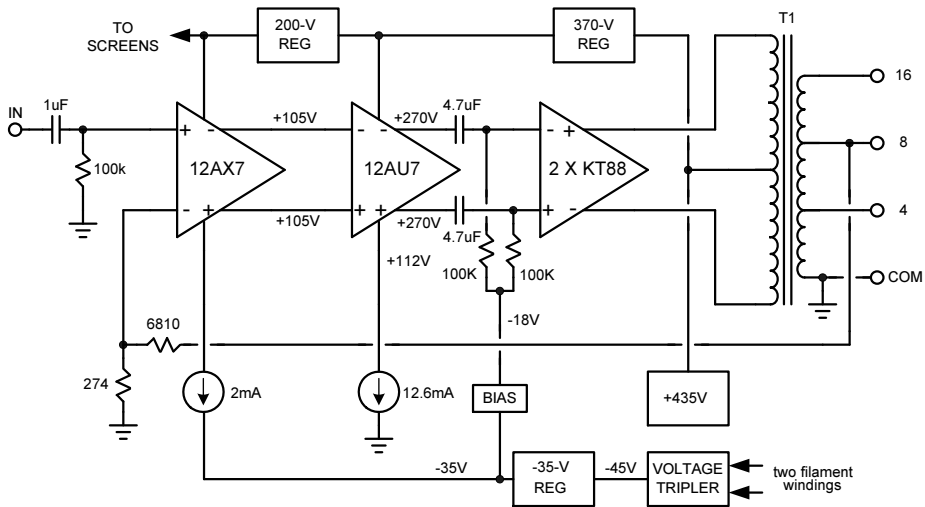 T1
TO
SCREENS
200-V
REG
370-V
REG
16
IN
1uF
+105V
+270V
4.7uF
+
-
-
-
+
8
100k
12AX7
12AU7
2 X KT88
-
+
+
+
+
-
4
+105V
+270V
4.7uF
+112V
100K
100K
COM
-18V
6810
274
2mA
12.6mA
BIAS
+435V
-35V
-35-V
REG
-45V
VOLTAGE
TRIPLER
two filament
windings